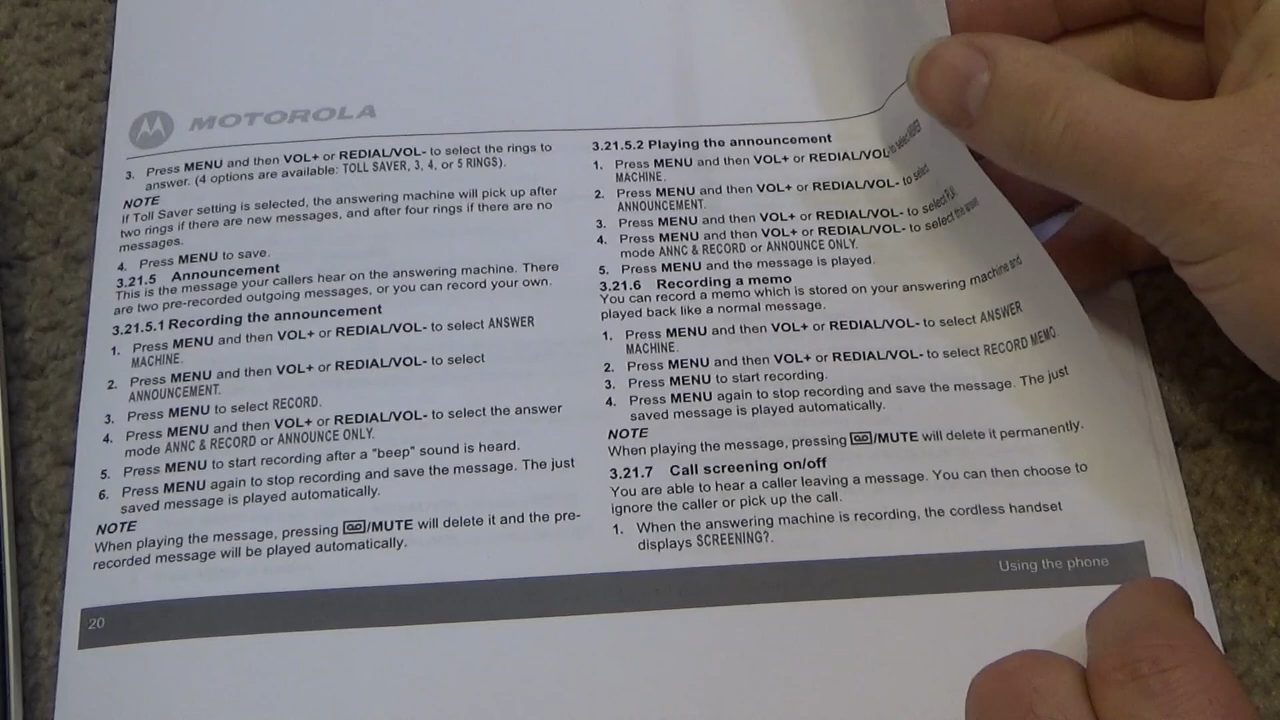 MOTOROLA
3. Press MENU and then VOL+ or REDIAL/VOL- to select the rings to
answer. (4 options are available: TOLL SAVER, 3, 4, or 5 RINGS).
NOTE
If Toll Saver setting is selected, the answering machine will pick up after
two rings if there are new messages, and after four rings if there are no
messages.
4. Press MENU to save.
3.21.5 Announcement
This is the message your callers hear on the answering machine. There
are two pre-recorded outgoing messages, or you can record your own.
3.21.5.1 Recording the announcement
1. Press MENU and then VOL+ or REDIAL/VOL- to select ANSWER
MACHINE.
2. Press MENU and then VOL+ or REDIAL/VOL- to select
ANNOUNCEMENT.
3. Press MENU to select RECORD.
4. Press MENU and then VOL+ or REDIAL/VOL- to select the answer
mode ANNC & RECORD or ANNOUNCE ONLY.
5. Press MENU to start recording after a "beep" sound is heard.
6. Press MENU again to stop recording and save the message. The just
saved message is played automatically.
NOTE
When playing the message, pressing /MUTE will delete it and the pre-
recorded message will be played automatically.
3.21.5.2 Playing the announcement
1. Press MENU and then VOL+ or REDIAL/VOL- to select ANSWER
MACHINE.
2. Press MENU and then VOL+ or REDIAL/VOL- to select
ANNOUNCEMENT.
3. Press MENU and then VOL+ or REDIAL/VOL- to select PLAY.
4. Press MENU and then VOL+ or REDIAL/VOL- to select the answer
mode ANNC & RECORD or ANNOUNCE ONLY.
5. Press MENU and the message is played.
3.21.6 Recording a memo
You can record a memo which is stored on your answering machine and
played back like a normal message.
1. Press MENU and then VOL+ or REDIAL/VOL- to select ANSWER
MACHINE.
2. Press MENU and then VOL+ or REDIAL/VOL- to select RECORD MEMO.
3. Press MENU to start recording.
4. Press MENU again to stop recording and save the message. The just
saved message is played automatically.
NOTE
When playing the message, pressing /MUTE will delete it permanently.
3.21.7 Call screening on/off
You are able to hear a caller leaving a message. You can then choose to
ignore the caller or pick up the call.
1. When the answering machine is recording, the cordless handset
displays SCREENING?.
20
Using the phone